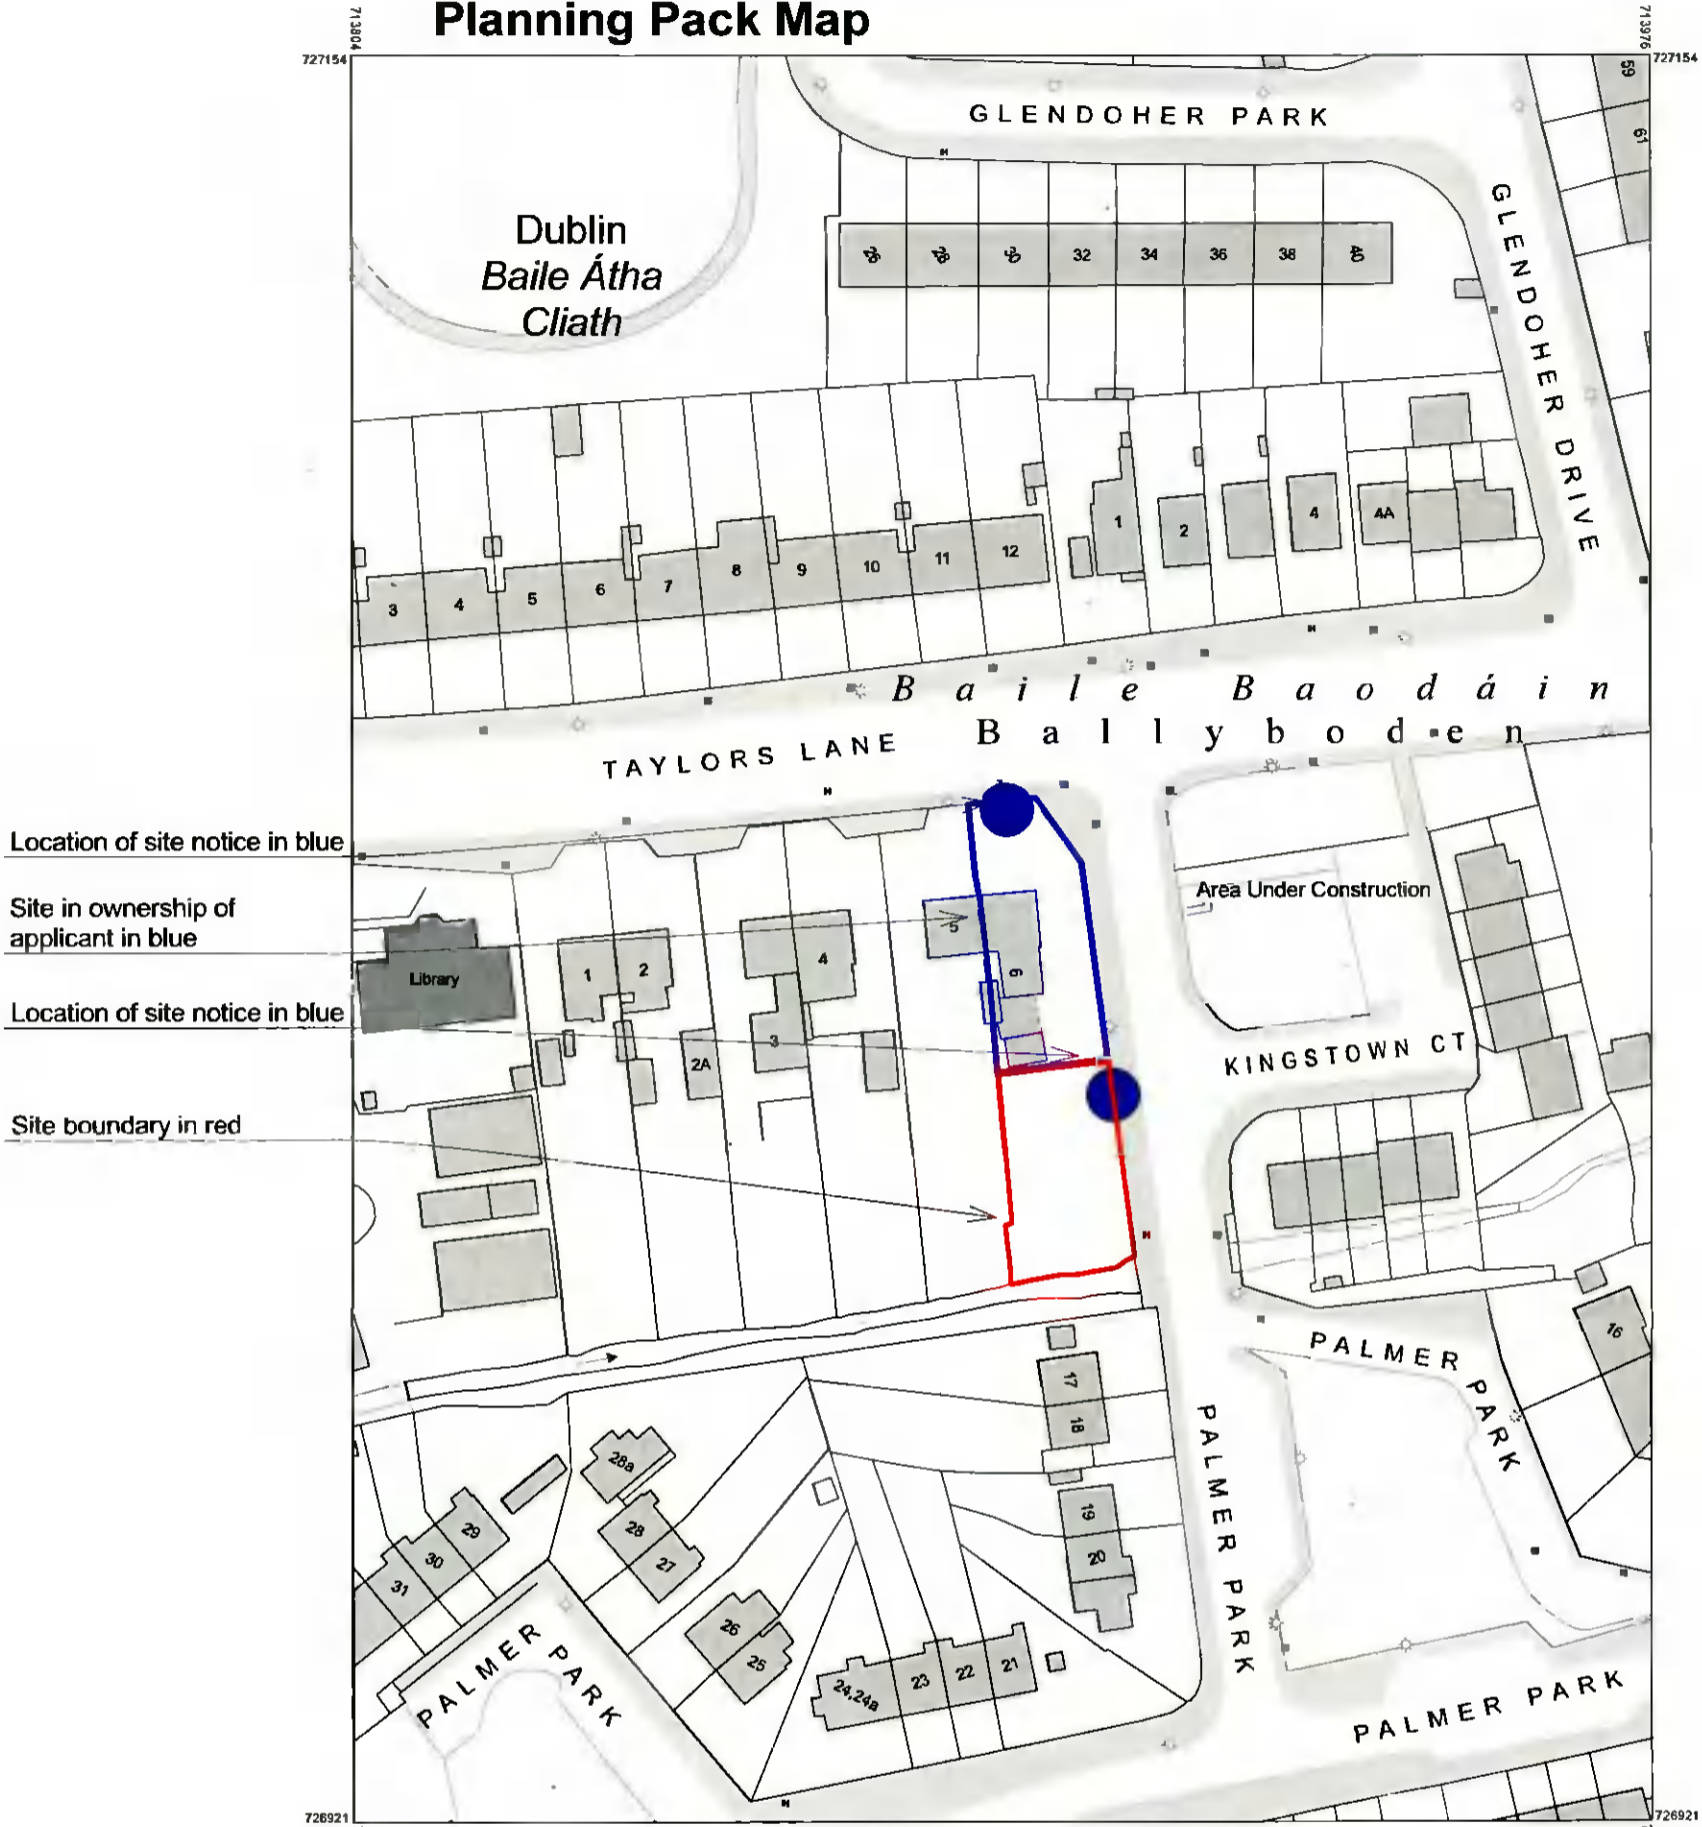 Planning Pack Map
713804
713976
727154
727154
59
61
GLENDOHER PARK
GLENDOHER DRIVE
Dublin
Baile Átha
Cliath
26 28 30 32 34 36 38 40
1 2 4 4A
3 4 5 6 7 8 9 10 11 12
Baile Baodáin
Ballyboden
TAYLORS LANE
Location of site notice in blue
Site in ownership of
applicant in blue
Location of site notice in blue
Site boundary in red
Library
1 2 2A 3 4 5 6
Area Under Construction
KINGSTOWN CT
PALMER PARK
16
17
18
19
20
PALMER PARK
28a
28
27
29
30
31
26
25
24,24a
23
22
21
PALMER PARK
PALMER PARK
726921
726921